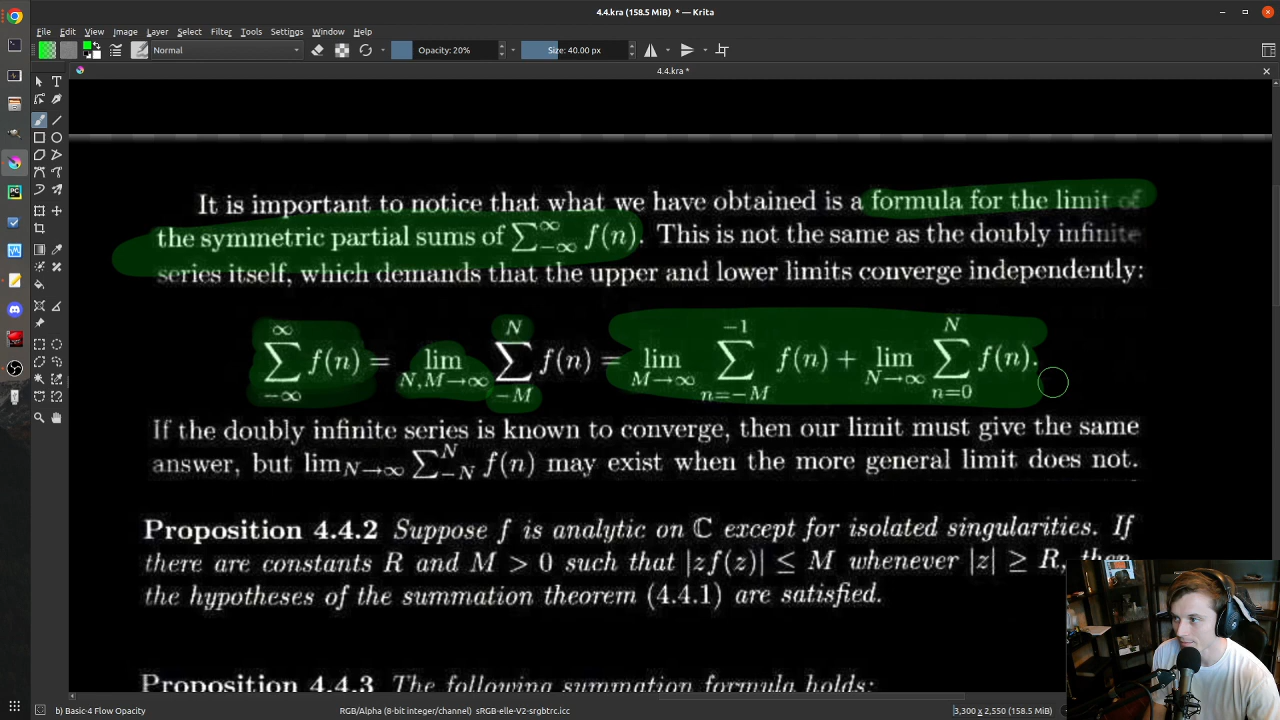 4.4.kra (158.5 MiB) * — Krita
File Edit View Image Layer Select Filter Tools Settings Window Help
Normal Opacity: 20% Size: 40.00 px
4.4.kra *
It is important to notice that what we have obtained is a formula for the limit of
the symmetric partial sums of ∑_{-∞}^{∞} f(n). This is not the same as the doubly infinite
series itself, which demands that the upper and lower limits converge independently:
∑_{-∞}^{∞} f(n) = lim_{N,M→∞} ∑_{-M}^{N} f(n) = lim_{M→∞} ∑_{n=-M}^{-1} f(n) + lim_{N→∞} ∑_{n=0}^{N} f(n).
If the doubly infinite series is known to converge, then our limit must give the same
answer, but lim_{N→∞} ∑_{-N}^{N} f(n) may exist when the more general limit does not.
Proposition 4.4.2 Suppose f is analytic on ℂ except for isolated singularities. If
there are constants R and M > 0 such that |zf(z)| ≤ M whenever |z| ≥ R, then
the hypotheses of the summation theorem (4.4.1) are satisfied.
Proposition 4.4.3 The following summation formula holds:
b) Basic-4 Flow Opacity RGB/Alpha (8-bit integer/channel) sRGB-elle-V2-srgbtrc.icc 3,300 x 2,550 (158.5 MiB)